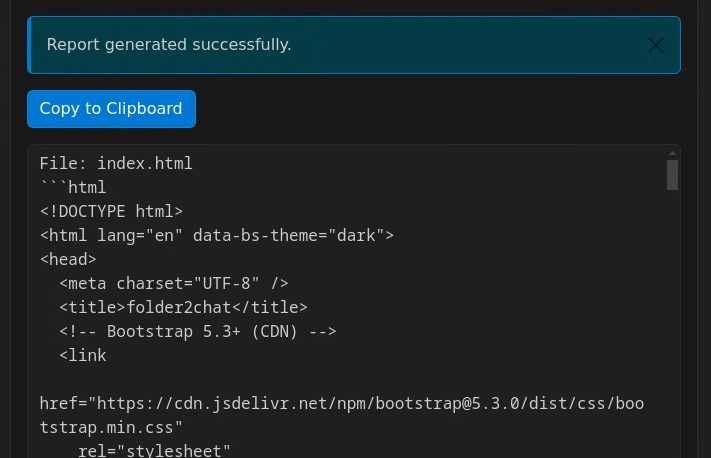 Report generated successfully.
Copy to Clipboard
File: index.html
```html
<!DOCTYPE html>
<html lang="en" data-bs-theme="dark">
<head>
  <meta charset="UTF-8" />
  <title>folder2chat</title>
  <!-- Bootstrap 5.3+ (CDN) -->
  <link

href="https://cdn.jsdelivr.net/npm/bootstrap@5.3.0/dist/css/boo
tstrap.min.css"
    rel="stylesheet"